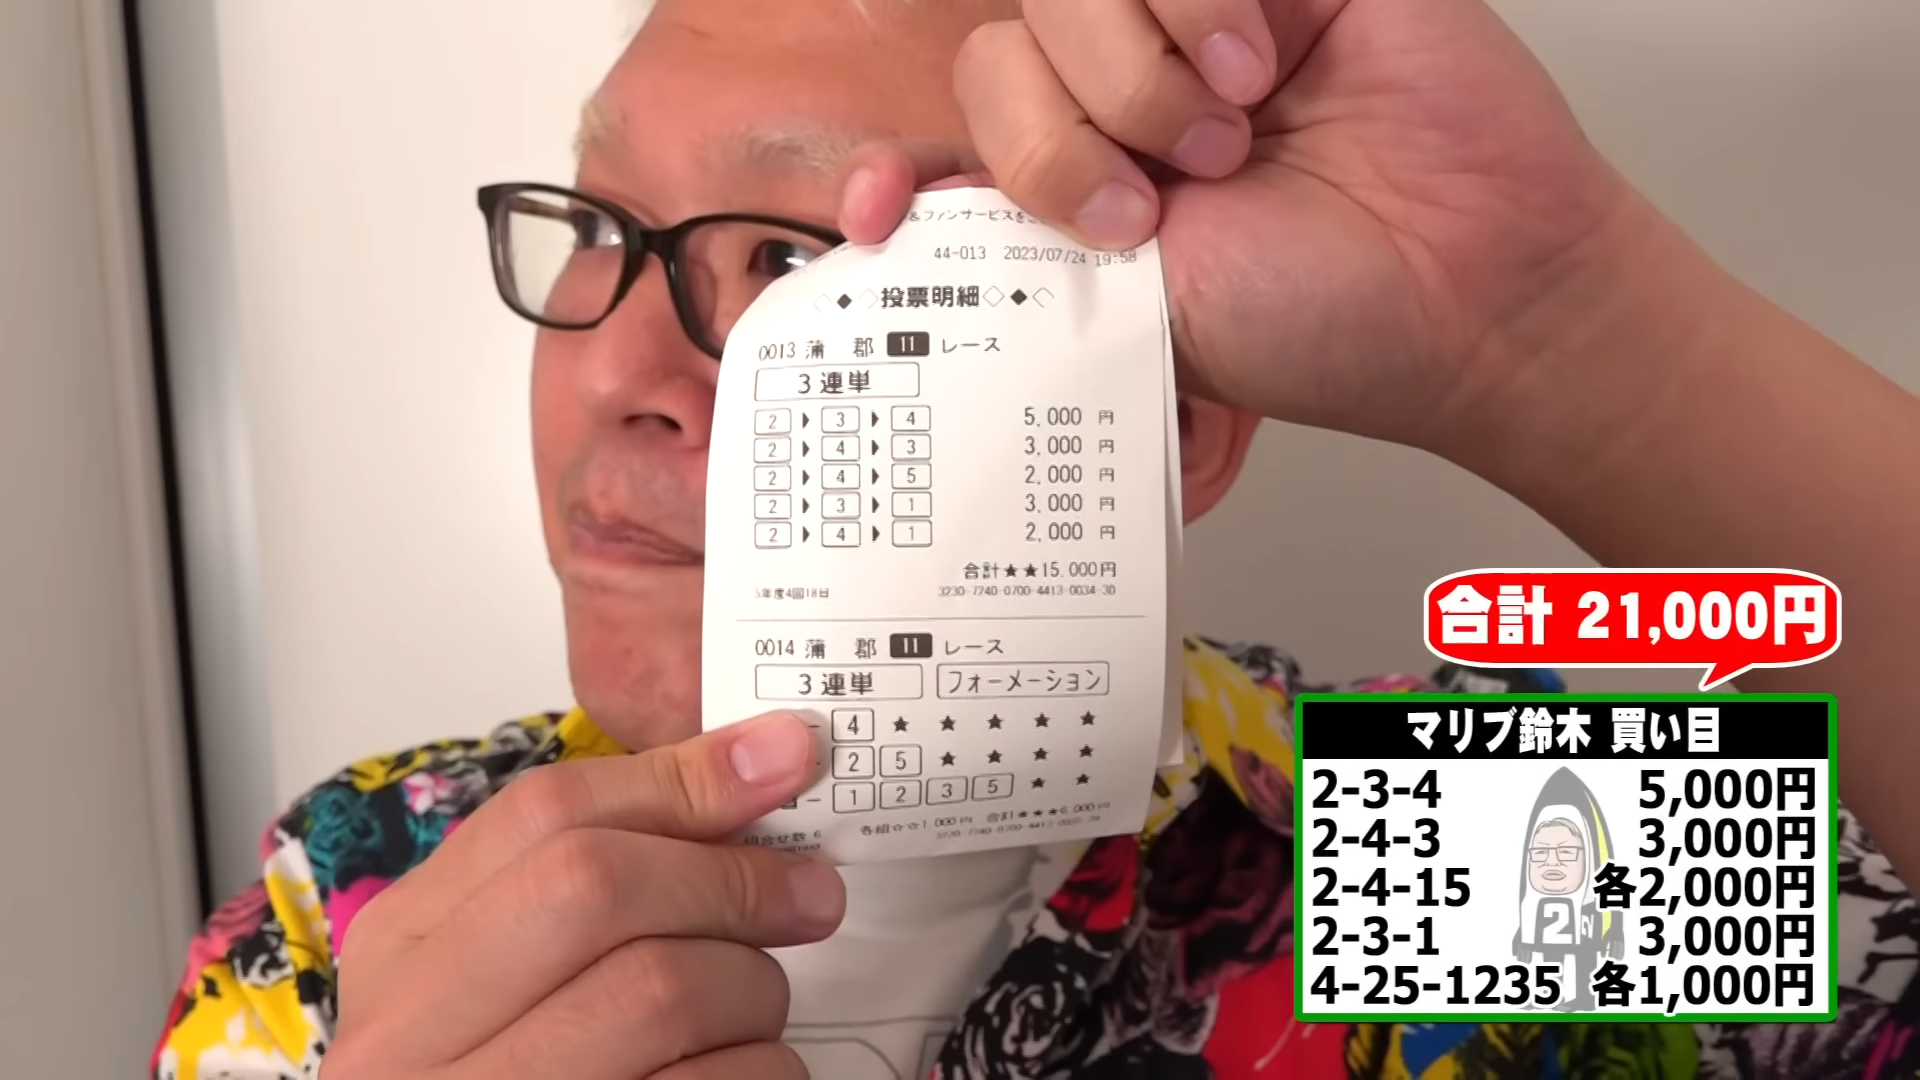 &ファンサービスをご
44-013 2023/07/24 19:58
◇◆◇投票明細◇◆◇
0013 蒲 郡 11 レース
3連単
2 ▶ 3 ▶ 4 5,000 円
2 ▶ 4 ▶ 3 3,000 円
2 ▶ 4 ▶ 5 2,000 円
2 ▶ 3 ▶ 1 3,000 円
2 ▶ 4 ▶ 1 2,000 円
合計★★15,000円
5年度4回18日 3230-7740-0700-4413-0034-30
0014 蒲 郡 11 レース
3連単 フォーメーション
- 4 ★ ★ ★ ★ ★
- 2 5 ★ ★ ★ ★
- 1 2 3 5 ★ ★
組合せ数 6 各組☆☆1,000円 合計★★★6,000円
合計 21,000円
マリブ鈴木 買い目
2-3-4 5,000円
2-4-3 3,000円
2-4-15 各2,000円
2-3-1 3,000円
4-25-1235 各1,000円
2
2